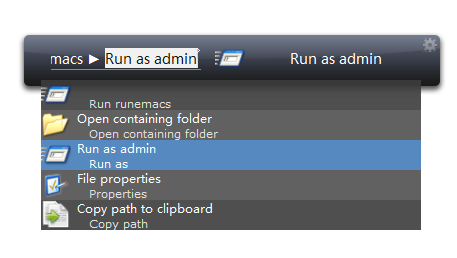 macs ▶ Run as admin Run as admin
Run runemacs
Open containing folder
Open containing folder
Run as admin
Run as
File properties
Properties
Copy path to clipboard
Copy path